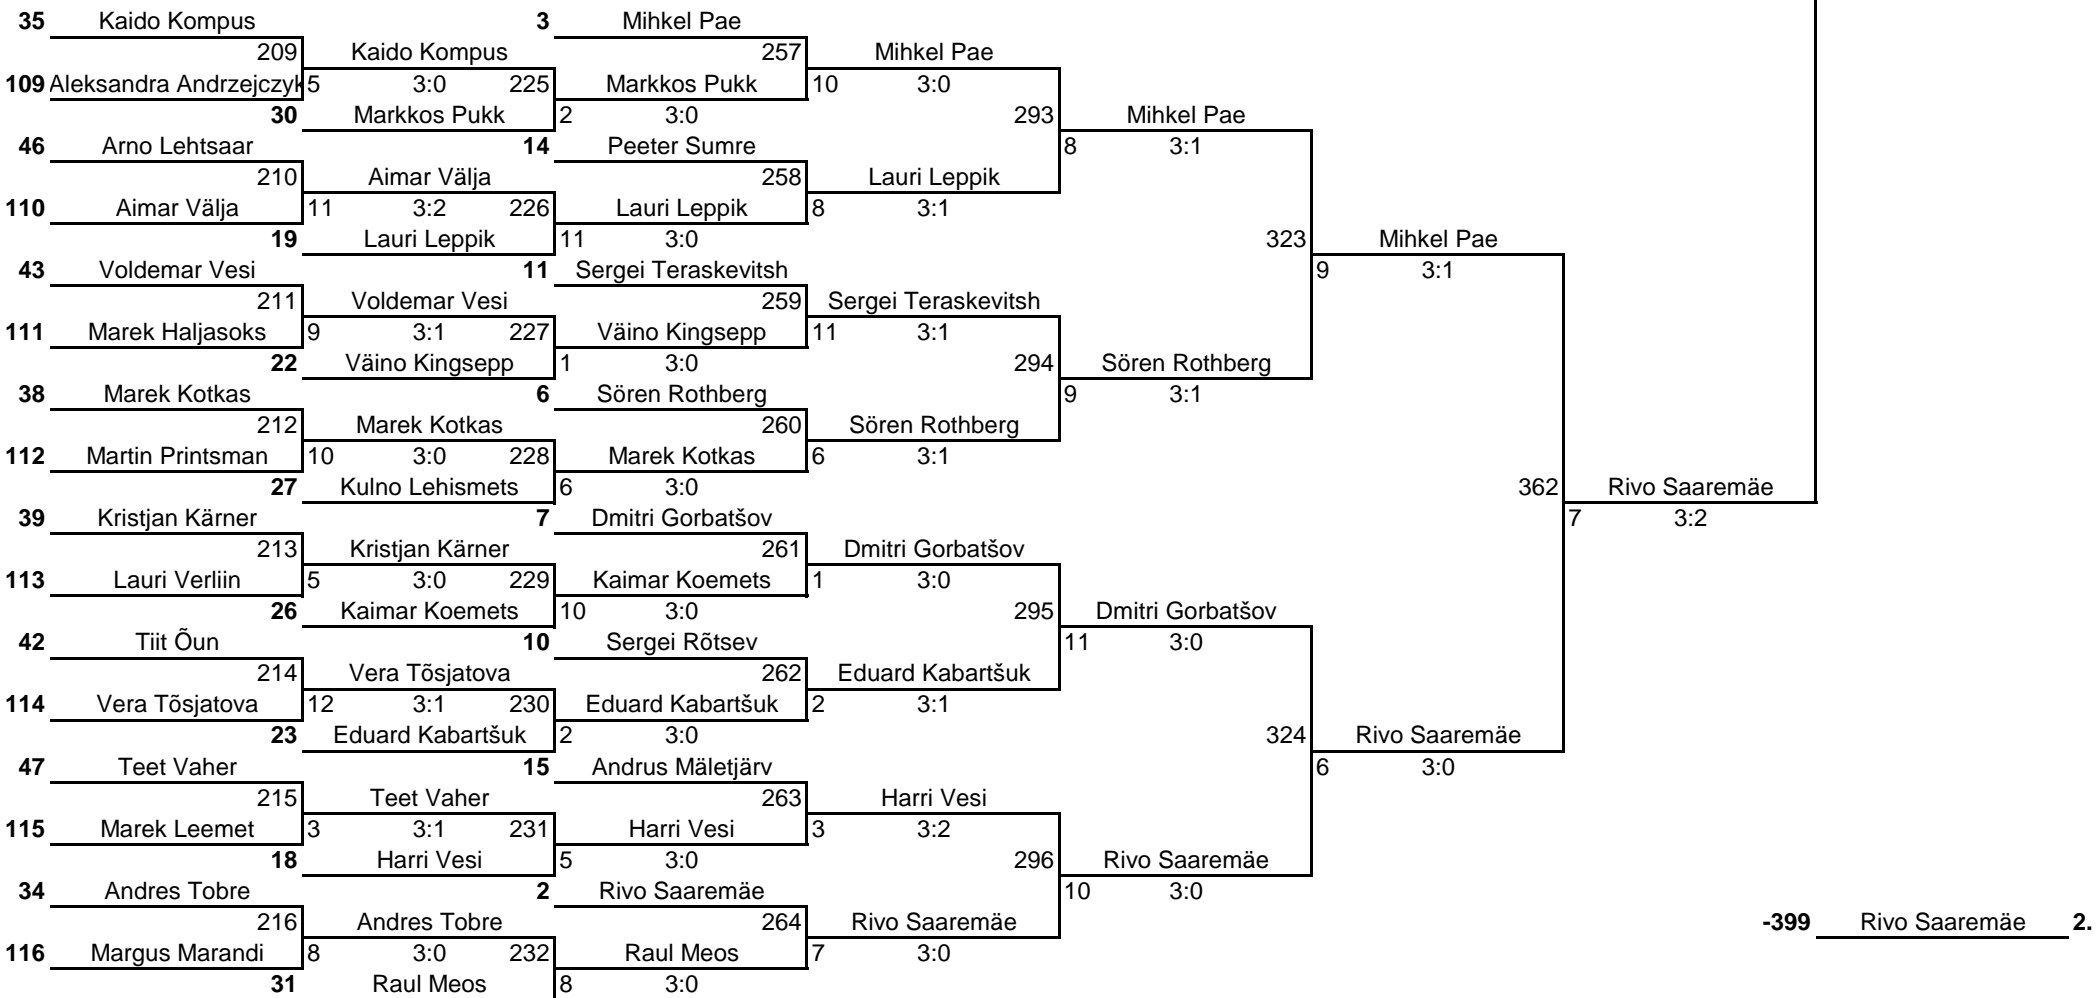 35 Kaido Kompus 3 Mihkel Pae
209 Kaido Kompus 257 Mihkel Pae
109 Aleksandra Andrzejczyk 5 3:0 225 Markkos Pukk 10 3:0
30 Markkos Pukk 2 3:0 293 Mihkel Pae
46 Arno Lehtsaar 14 Peeter Sumre 8 3:1
210 Aimar Välja 258 Lauri Leppik
110 Aimar Välja 11 3:2 226 Lauri Leppik 8 3:1
19 Lauri Leppik 11 3:0 323 Mihkel Pae
43 Voldemar Vesi 11 Sergei Teraskevitsh 9 3:1
211 Voldemar Vesi 259 Sergei Teraskevitsh
111 Marek Haljasoks 9 3:1 227 Väino Kingsepp 11 3:1
22 Väino Kingsepp 1 3:0 294 Sören Rothberg
38 Marek Kotkas 6 Sören Rothberg 9 3:1
212 Marek Kotkas 260 Sören Rothberg
112 Martin Printsman 10 3:0 228 Marek Kotkas 6 3:1
27 Kulno Lehismets 6 3:0 362 Rivo Saaremäe
39 Kristjan Kärner 7 Dmitri Gorbatšov 7 3:2
213 Kristjan Kärner 261 Dmitri Gorbatšov
113 Lauri Verliin 5 3:0 229 Kaimar Koemets 1 3:0
26 Kaimar Koemets 10 3:0 295 Dmitri Gorbatšov
42 Tiit Õun 10 Sergei Rõtsev 11 3:0
214 Vera Tõsjatova 262 Eduard Kabartšuk
114 Vera Tõsjatova 12 3:1 230 Eduard Kabartšuk 2 3:1
23 Eduard Kabartšuk 2 3:0 324 Rivo Saaremäe
47 Teet Vaher 15 Andrus Mäletjärv 6 3:0
215 Teet Vaher 263 Harri Vesi
115 Marek Leemet 3 3:1 231 Harri Vesi 3 3:2
18 Harri Vesi 5 3:0 296 Rivo Saaremäe
34 Andres Tobre 2 Rivo Saaremäe 10 3:0
216 Andres Tobre 264 Rivo Saaremäe -399 Rivo Saaremäe 2.
116 Margus Marandi 8 3:0 232 Raul Meos 7 3:0
31 Raul Meos 8 3:0